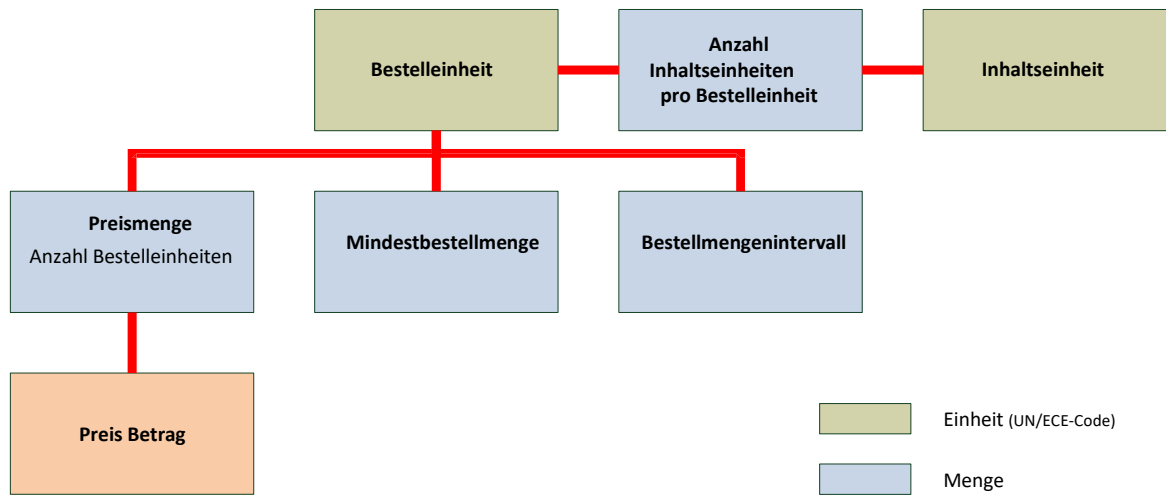 Bestelleinheit
Anzahl
Inhaltseinheiten
pro Bestelleinheit
Inhaltseinheit
Preismenge
Anzahl Bestelleinheiten
Mindestbestellmenge
Bestellmengenintervall
Preis Betrag
Einheit (UN/ECE-Code)
Menge